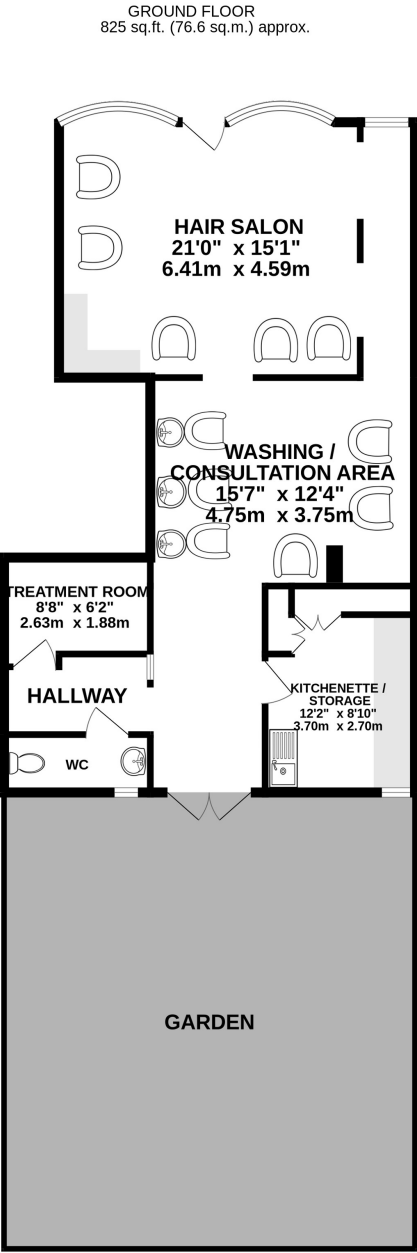 GROUND FLOOR
825 sq.ft. (76.6 sq.m.) approx.
HAIR SALON
21'0" x 15'1"
6.41m x 4.59m
WASHING /
CONSULTATION AREA
15'7" x 12'4"
4.75m x 3.75m
TREATMENT ROOM
8'8" x 6'2"
2.63m x 1.88m
HALLWAY
KITCHENETTE /
STORAGE
12'2" x 8'10"
3.70m x 2.70m
WC
GARDEN